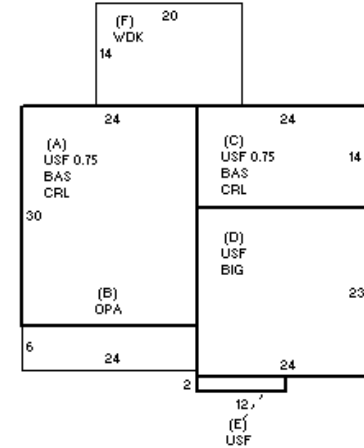 20
(F)
WDK
14
24
24
(A)
USF 0.75
BAS
CRL
(C)
USF 0.75
BAS
CRL
14
30
(D)
USF
BIG
(B)
OPA
23
6
24
24
2
12
(E)
USF